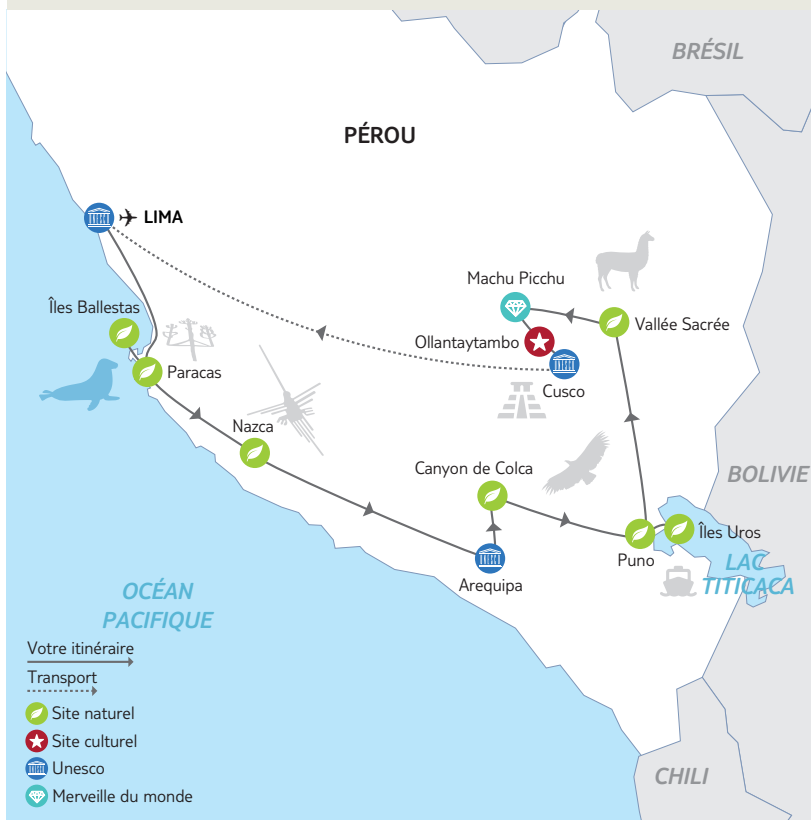 BRÉSIL
PÉROU
LIMA
Machu Picchu
Îles Ballestas
Vallée Sacrée
Ollantaytambo
Paracas
Cusco
Nazca
Canyon de Colca
BOLIVIE
Îles Uros
Puno
LAC
TITICACA
Arequipa
OCÉAN
PACIFIQUE
Votre itinéraire
Transport
Site naturel
Site culturel
Unesco
Merveille du monde
CHILI